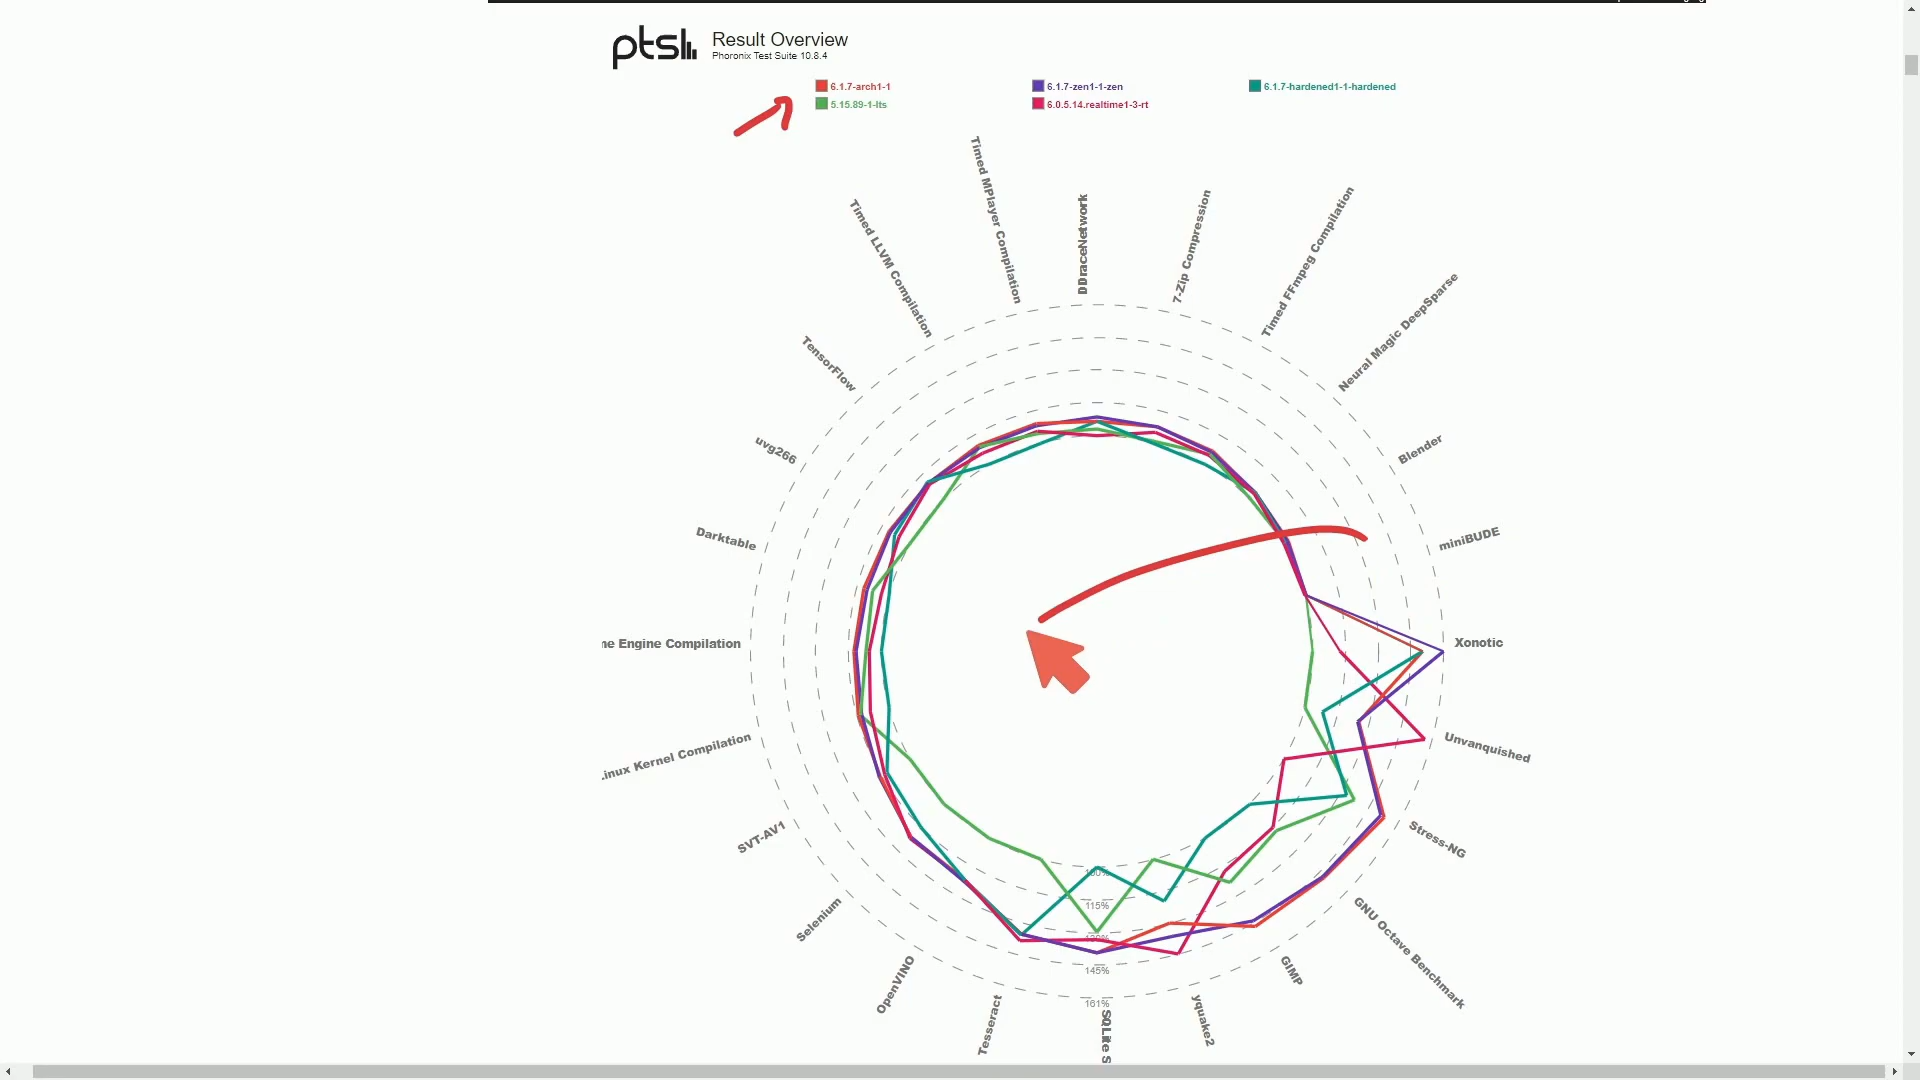 ptsl
Result Overview
Phoronix Test Suite 10.8.4
6.1.7-arch1-1
6.1.7-zen1-1-zen
6.1.7-hardened1-1-hardened
5.15.89-1-lts
6.0.5.14.realtime1-3-rt
Timed MPlayer Compilation
DDraceNetwork
7-Zip Compression
Timed FFmpeg Compilation
Timed LLVM Compilation
Neural Magic DeepSparse
TensorFlow
Blender
uvg266
miniBUDE
Darktable
Xonotic
ne Engine Compilation
Unvanquished
Linux Kernel Compilation
Stress-NG
SVT-AV1
GNU Octave Benchmark
Selenium
GIMP
OpenVINO
yquake2
Tesseract
100%
115%
130%
145%
161%